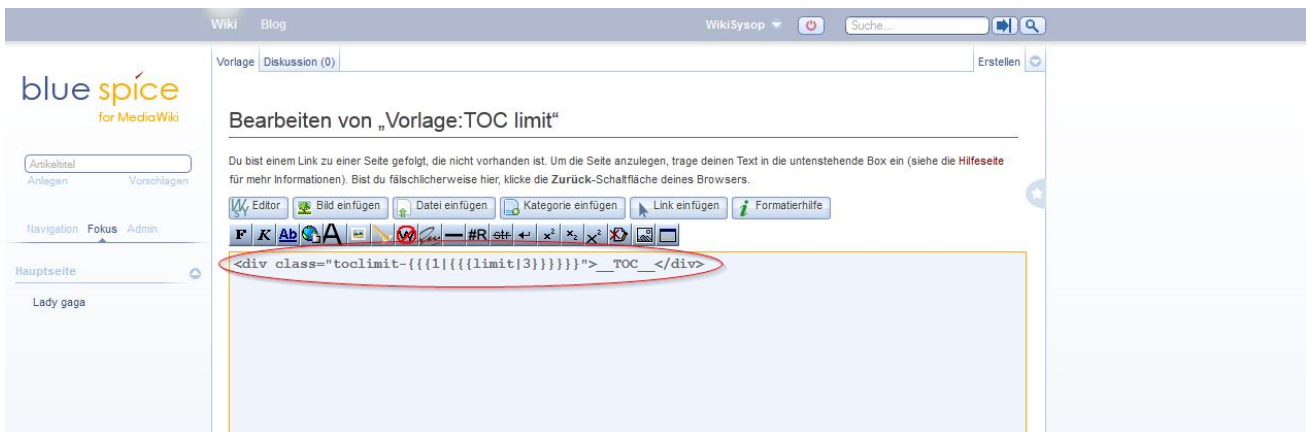 Wiki Blog WikiSysop Suche...
Vorlage Diskussion (0) Erstellen
blue spice
for MediaWiki
Bearbeiten von „Vorlage:TOC limit“
Artikeltitel
Anlegen Vorschlagen
Du bist einem Link zu einer Seite gefolgt, die nicht vorhanden ist. Um die Seite anzulegen, trage deinen Text in die untenstehende Box ein (siehe die Hilfeseite
für mehr Informationen). Bist du fälschlicherweise hier, klicke die Zurück-Schaltfläche deines Browsers.
Editor Bild einfügen Datei einfügen Kategorie einfügen Link einfügen Formatierhilfe
Navigation Fokus Admin
F K Ab A W #R str x² x₂ x²
Hauptseite
Lady gaga
<div class="toclimit-{{{1|{{{limit|3}}}}}}">__TOC__</div>